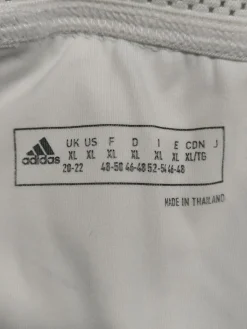 adidas
UK US F D I E CDN J
XL XL XL XL XL XL XL/TG
20-22 48-50 46-48 52-54 46-48
MADE IN THAILAND